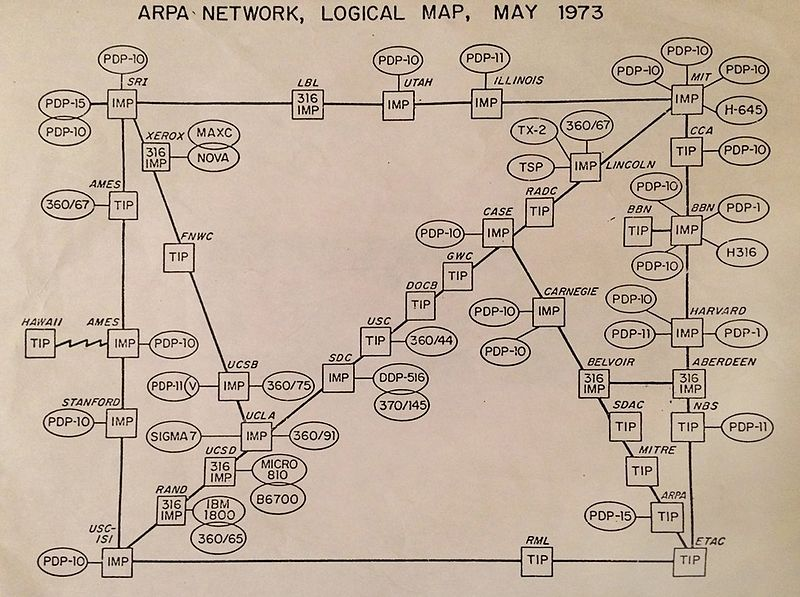 ARPA NETWORK, LOGICAL MAP, MAY 1973
PDP-10
SRI
PDP-15
IMP
PDP-10
LBL
316
IMP
PDP-10
UTAH
IMP
PDP-11
ILLINOIS
IMP
PDP-10
PDP-10
MIT
PDP-10
IMP
H-645
XEROX
316
IMP
MAXC
NOVA
TX-2
360/67
TSP
IMP
LINCOLN
CCA
TIP
PDP-10
AMES
360/67
TIP
RADC
TIP
PDP-10
BBN
TIP
BBN
PDP-1
IMP
PDP-10
H316
FNWC
TIP
CASE
PDP-10
IMP
GWC
TIP
DOCB
TIP
CARNEGIE
PDP-10
IMP
PDP-10
PDP-10
HARVARD
PDP-11
IMP
PDP-1
HAWAII
TIP
AMES
IMP
PDP-10
USC
TIP
360/44
SDC
IMP
DDP-516
370/145
BELVOIR
316
IMP
ABERDEEN
316
IMP
UCSB
PDP-11
V
IMP
360/75
STANFORD
PDP-10
IMP
UCLA
SIGMA 7
IMP
360/91
SDAC
TIP
NBS
TIP
PDP-11
UCSD
316
IMP
MICRO
810
B6700
MITRE
TIP
RAND
316
IMP
IBM
1800
360/65
ARPA
PDP-15
TIP
USC-
ISI
PDP-10
IMP
RML
TIP
ETAC
TIP